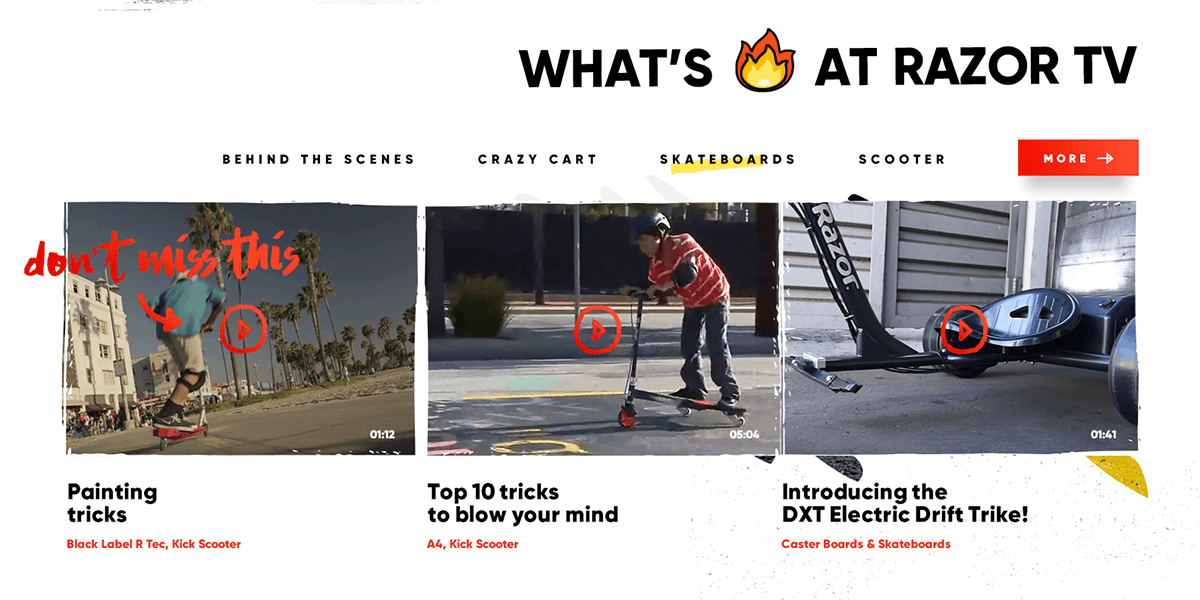 WHAT'S 🔥 AT RAZOR TV
BEHIND THE SCENES
CRAZY CART
SKATEBOARDS
SCOOTER
MORE →
don't miss this
01:12
Painting
tricks
Black Label R Tec, Kick Scooter
05:04
Top 10 tricks
to blow your mind
A4, Kick Scooter
Razor
01:41
Introducing the
DXT Electric Drift Trike!
Caster Boards & Skateboards